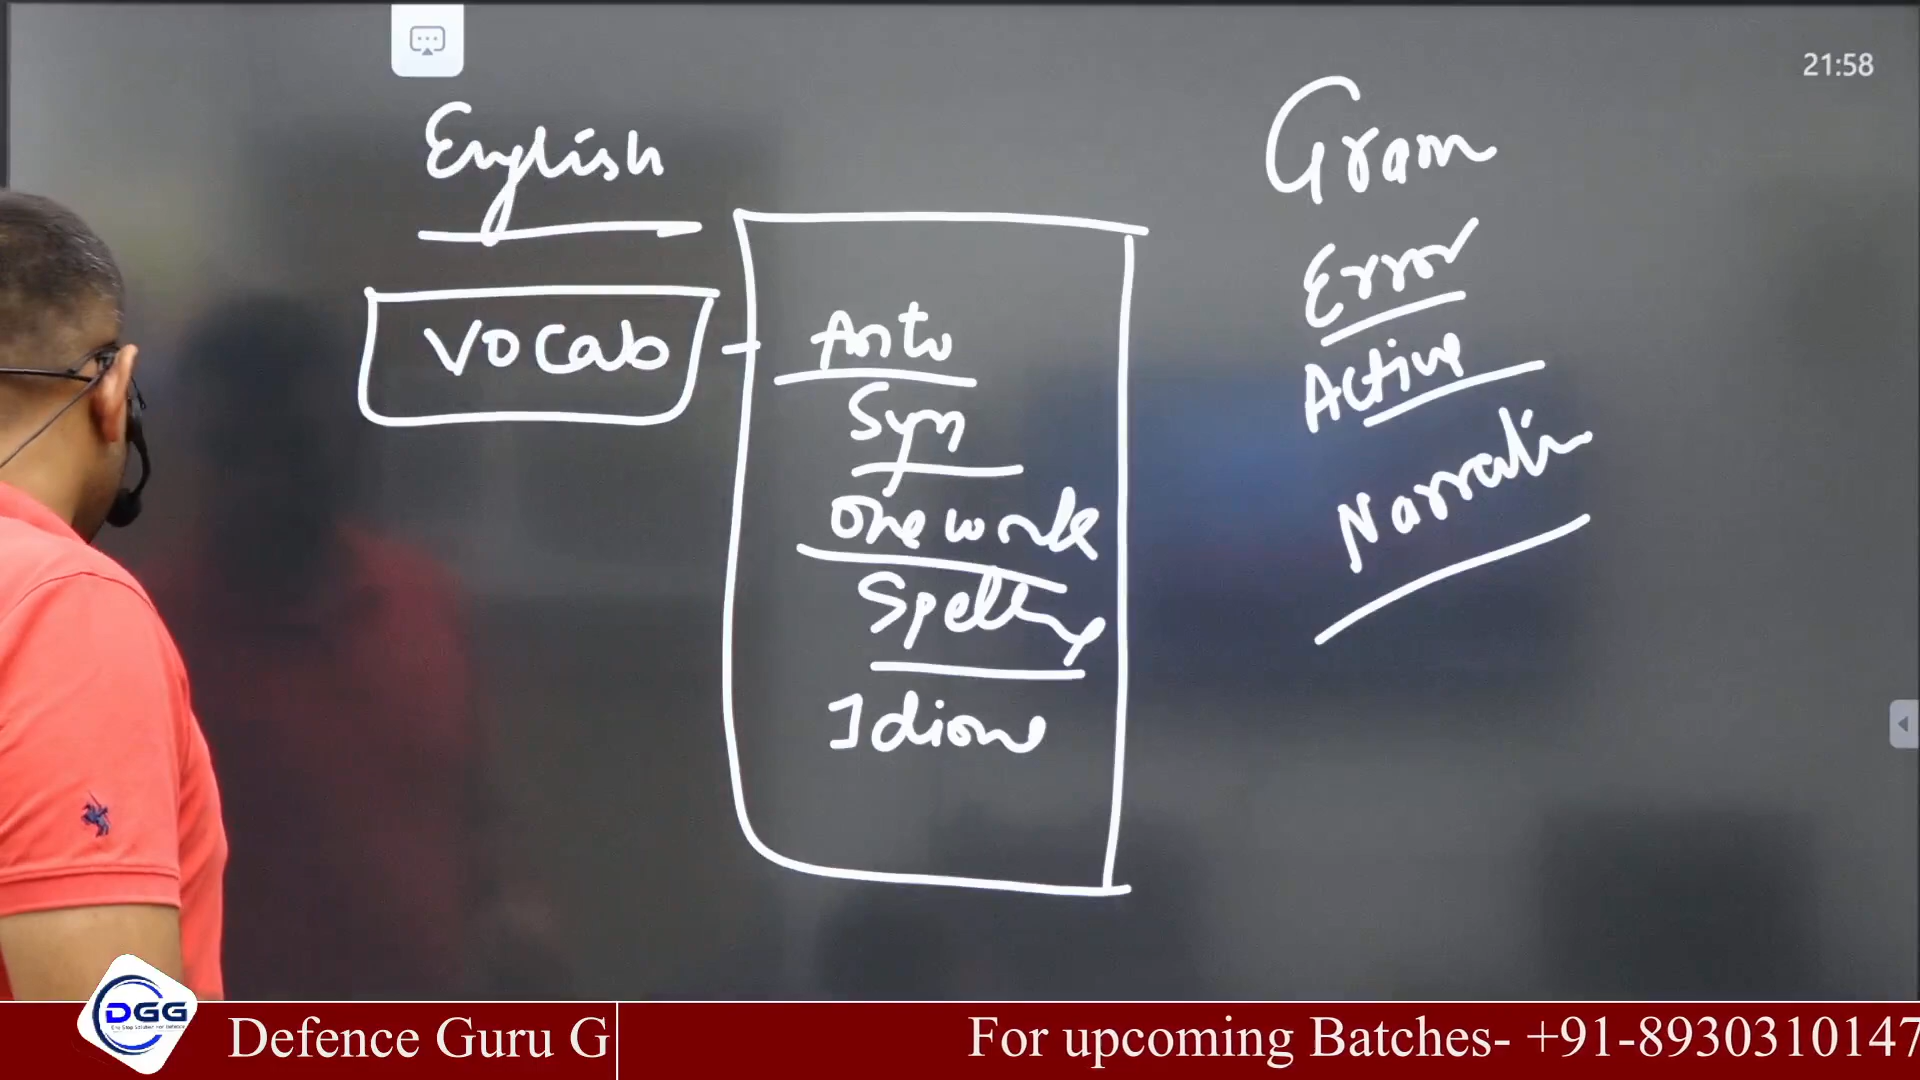 21:58
English
Vocab
Anto
Syn
One word
Spelling
Idiom
Gram
Error
Active
Narration
DGG
Defence Guru G
For upcoming Batches- +91-8930310147